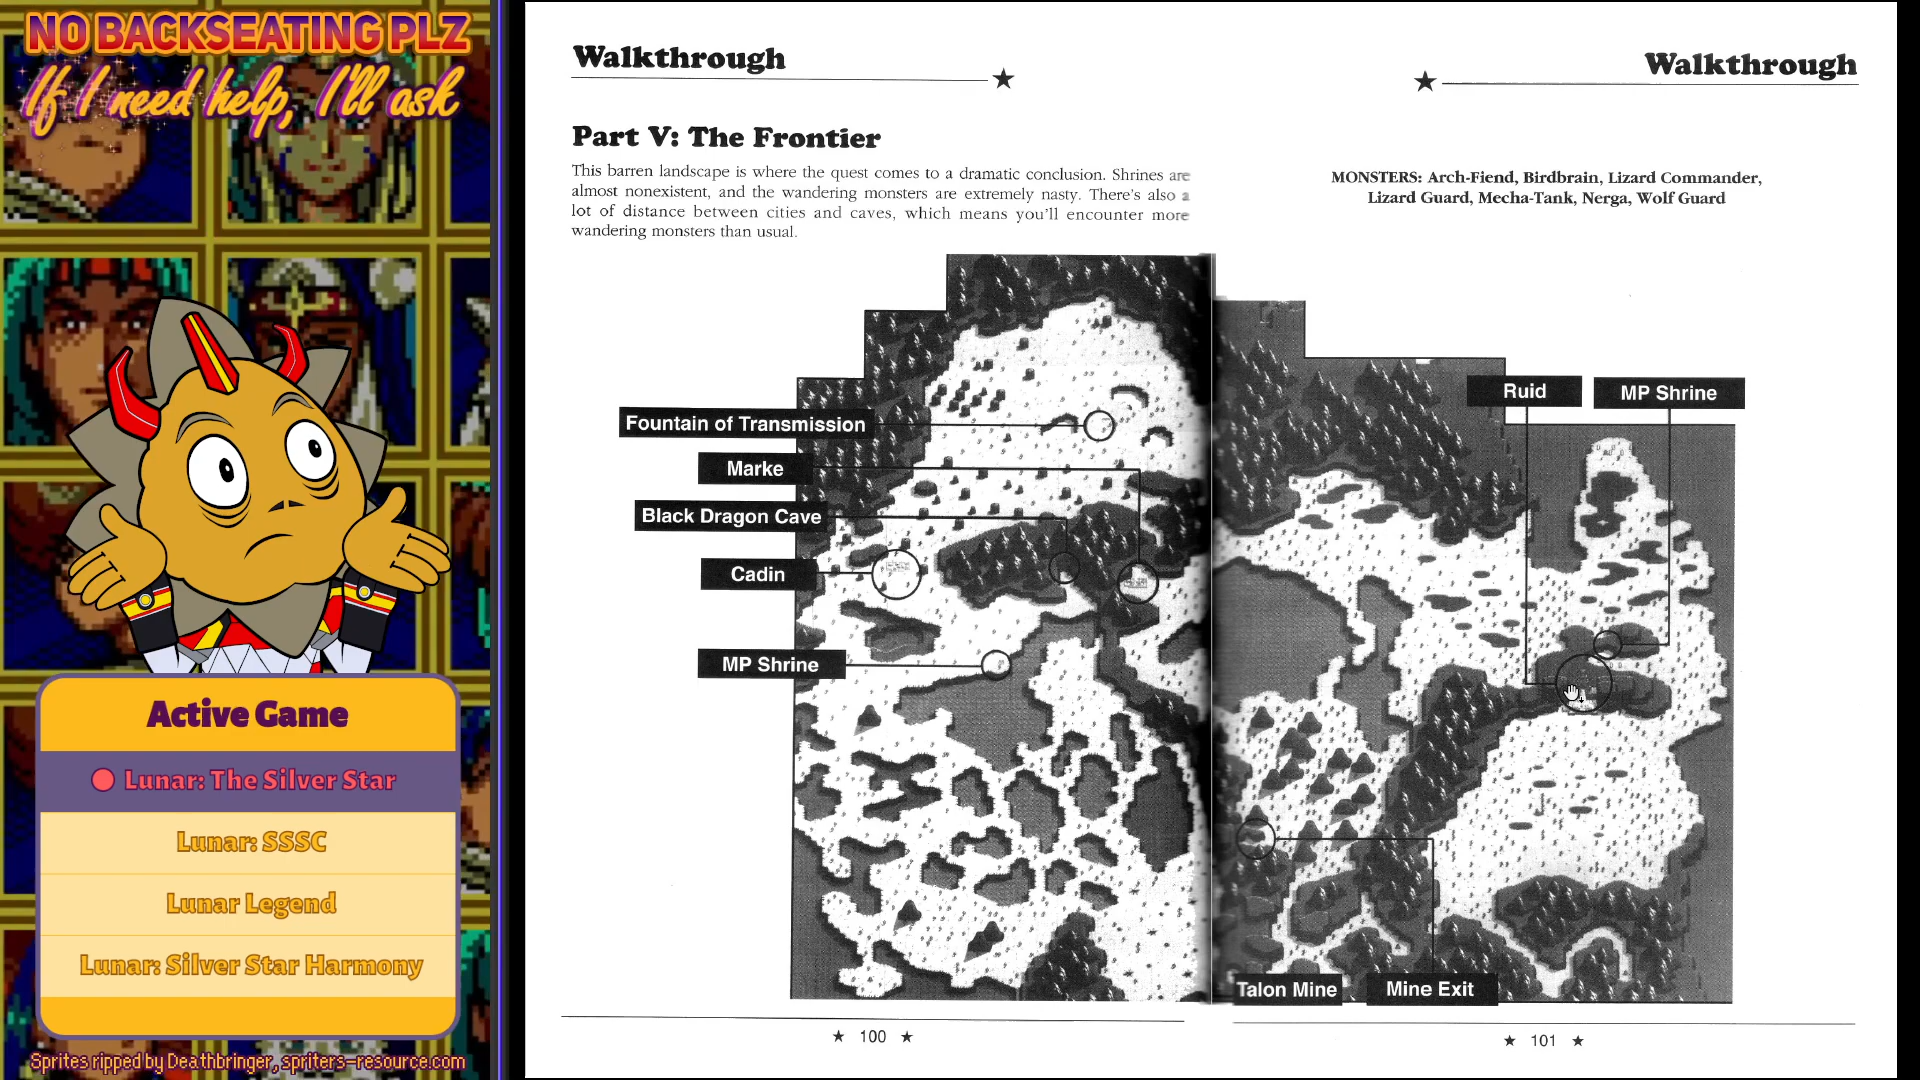 NO BACKSEATING PLZ
If I need help, I'll ask
Active Game
Lunar: The Silver Star
Lunar: SSSC
Lunar Legend
Lunar: Silver Star Harmony
Sprites ripped by Deathbringer, spriters-resource.com
Walkthrough
Part V: The Frontier
This barren landscape is where the quest comes to a dramatic conclusion. Shrines are
almost nonexistent, and the wandering monsters are extremely nasty. There's also a
lot of distance between cities and caves, which means you'll encounter more
wandering monsters than usual.
Fountain of Transmission
Marke
Black Dragon Cave
Cadin
MP Shrine
★ 100 ★
Walkthrough
MONSTERS: Arch-Fiend, Birdbrain, Lizard Commander,
Lizard Guard, Mecha-Tank, Nerga, Wolf Guard
Ruid
MP Shrine
Talon Mine
Mine Exit
★ 101 ★